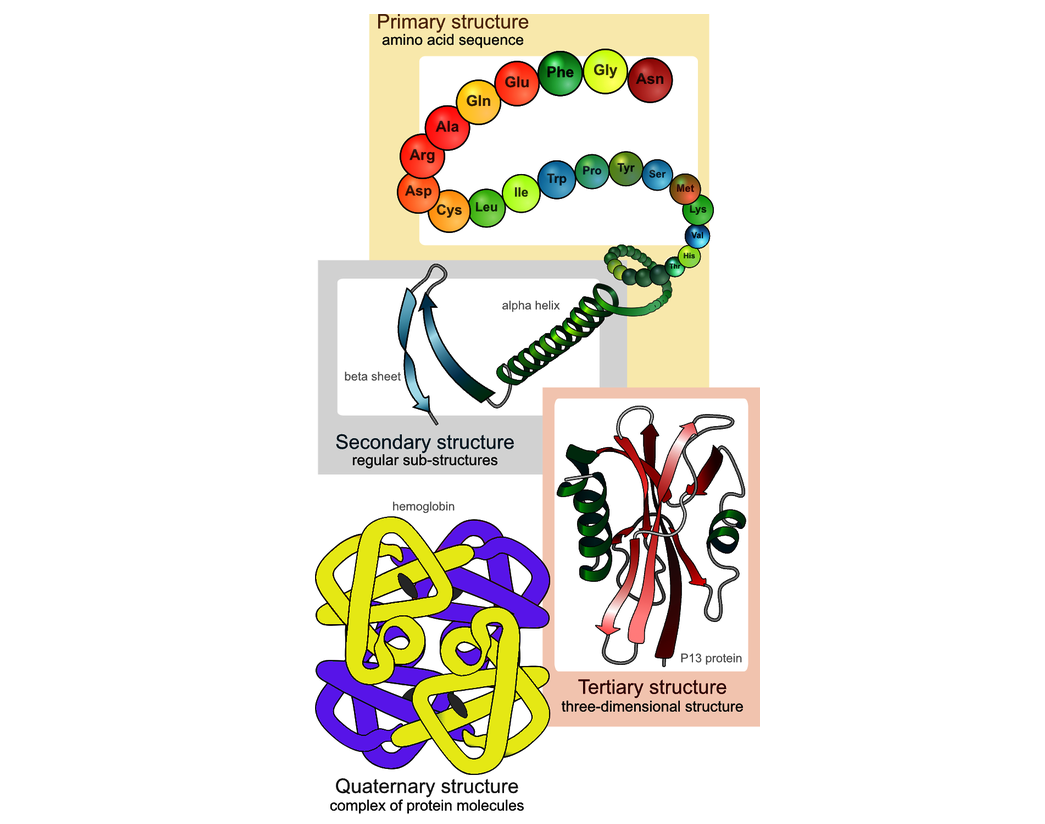 Primary structure
amino acid sequence
Asn
Gly
Phe
Glu
Gln
Ala
Arg
Asp
Cys
Leu
Ile
Trp
Pro
Tyr
Ser
Met
Lys
Val
His
Thr
alpha helix
beta sheet
Secondary structure
regular sub-structures
P13 protein
Tertiary structure
three-dimensional structure
hemoglobin
Quaternary structure
complex of protein molecules